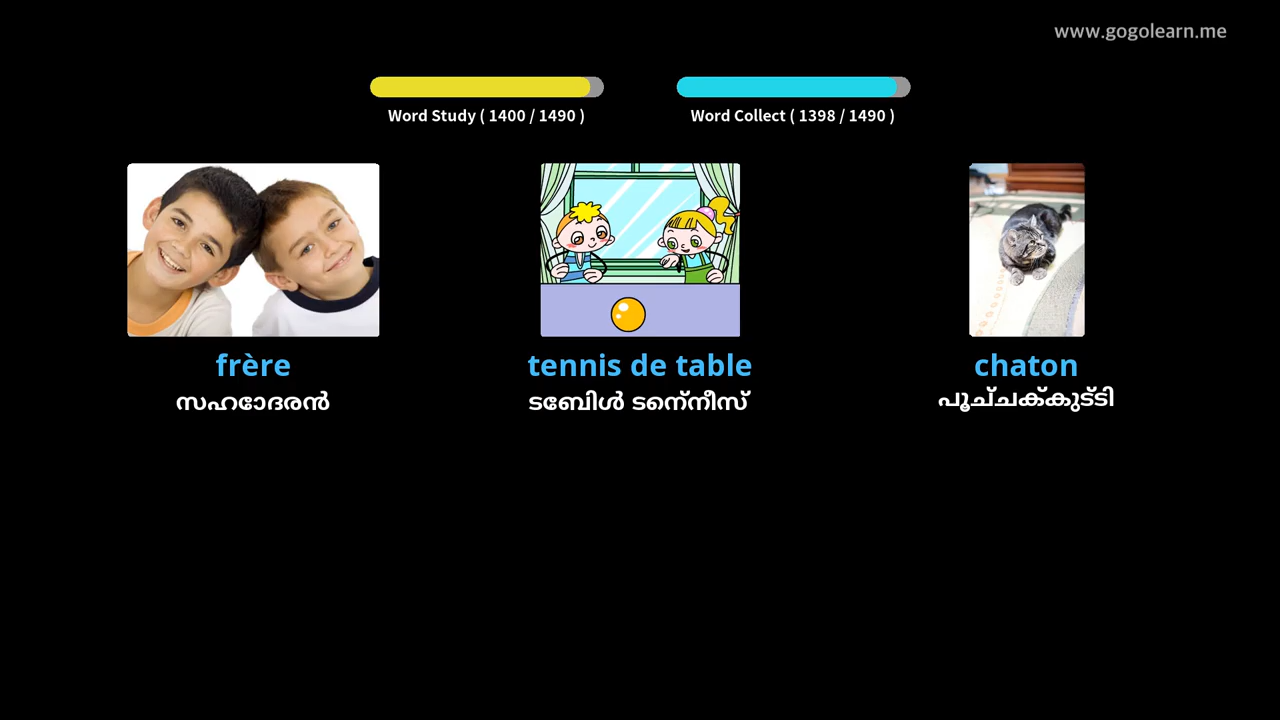 www.gogolearn.me
Word Study ( 1400 / 1490 )
Word Collect ( 1398 / 1490 )
frère
tennis de table
chaton
സഹോദരൻ
ടേബിൾ ടെന്നീസ്
പൂച്ചക്കുട്ടി